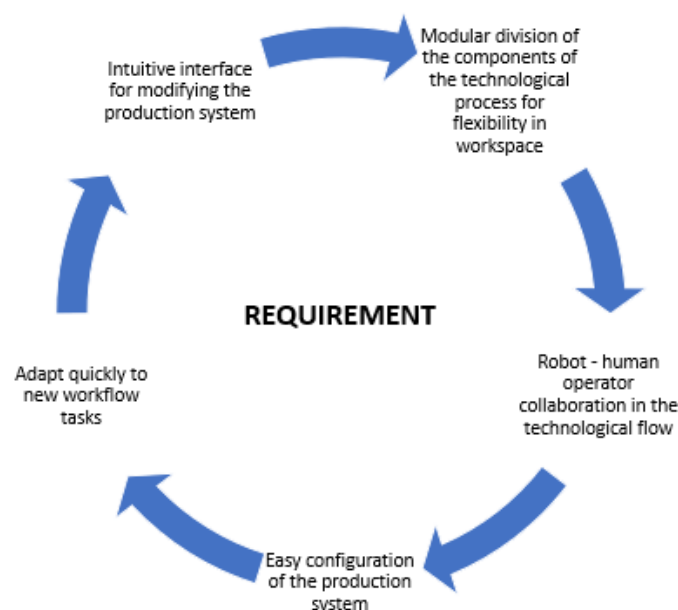 Intuitive interface
for modifying the
production system
Modular division of
the components of
the technological
process for
flexibility in
workspace
REQUIREMENT
Robot - human
operator
collaboration in the
technological flow
Adapt quickly to
new workflow
tasks
Easy configuration
of the production
system